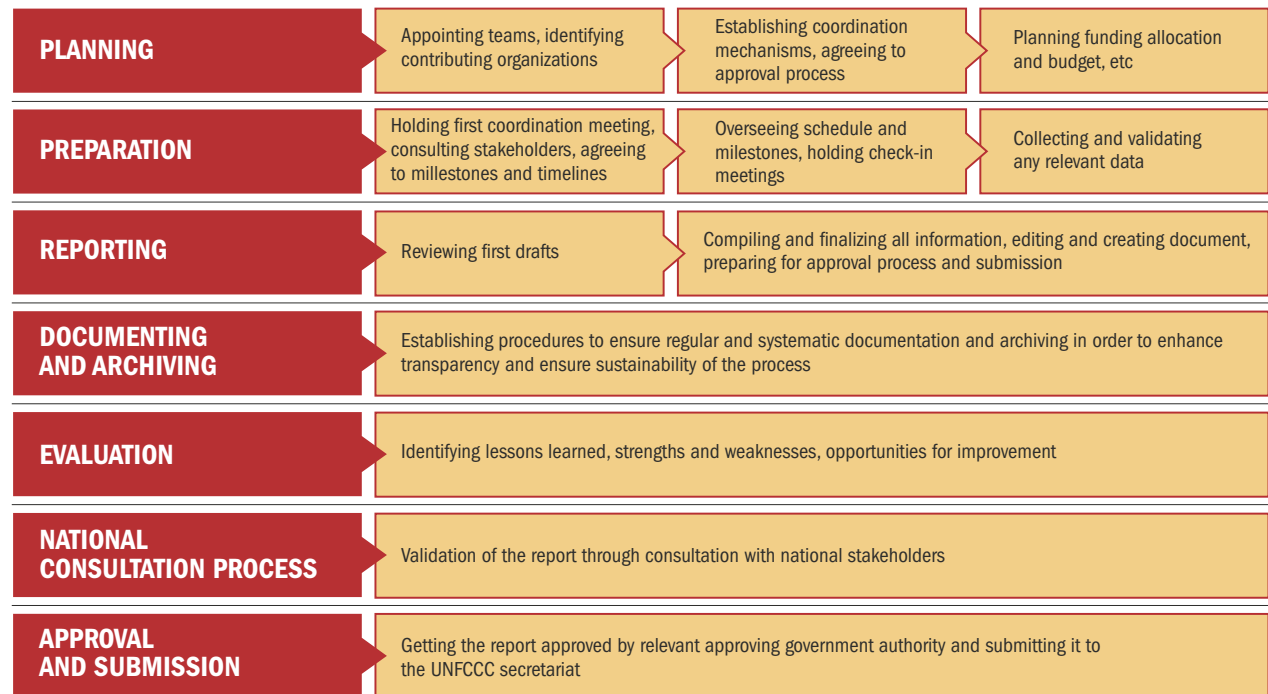 PLANNING
Appointing teams, identifying
contributing organizations
Establishing coordination
mechanisms, agreeing to
approval process
Planning funding allocation
and budget, etc
PREPARATION
Holding first coordination meeting,
consulting stakeholders, agreeing
to millestones and timelines
Overseeing schedule and
milestones, holding check-in
meetings
Collecting and validating
any relevant data
REPORTING
Reviewing first drafts
Compiling and finalizing all information, editing and creating document,
preparing for approval process and submission
DOCUMENTING
AND ARCHIVING
Establishing procedures to ensure regular and systematic documentation and archiving in order to enhance
transparency and ensure sustainability of the process
EVALUATION
Identifying lessons learned, strengths and weaknesses, opportunities for improvement
NATIONAL
CONSULTATION PROCESS
Validation of the report through consultation with national stakeholders
APPROVAL
AND SUBMISSION
Getting the report approved by relevant approving government authority and submitting it to
the UNFCCC secretariat